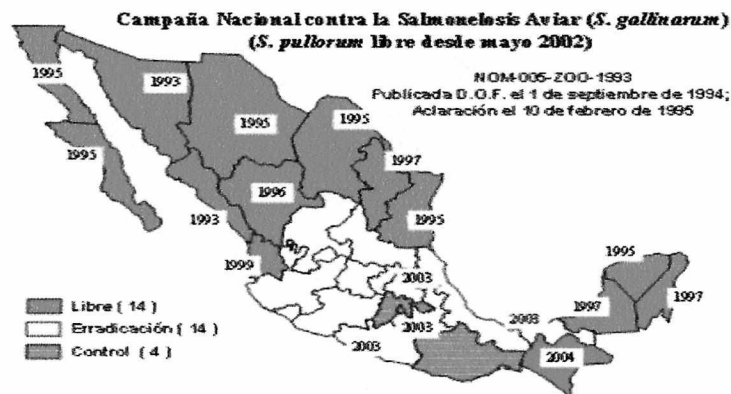 Campaña Nacional contra la Salmonelosis Aviar (S. gallinarum)
(S. pullorum libre desde mayo 2002)
NOM-005-ZOO-1993
Publicada D.O.F. el 1 de septiembre de 1994;
Aclaración el 10 de febrero de 1995
1995
1993
1995
1995
1995
1997
1996
1993
1995
1999
1995
2003
1997
1997
2003
2003
2003
2004
Libre ( 14 )
Erradicación ( 14 )
Control ( 4 )